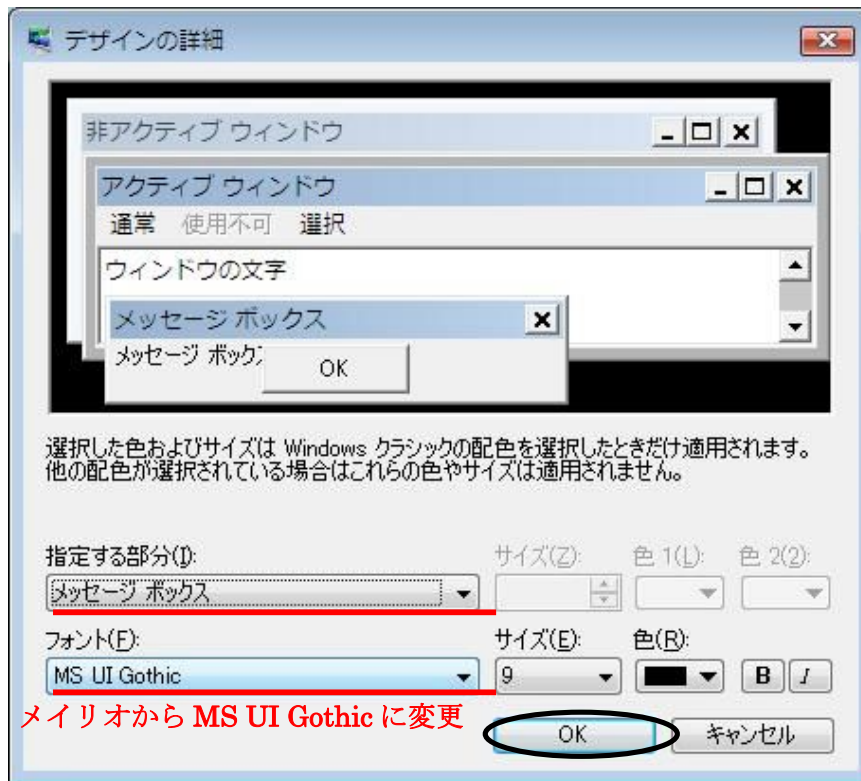 デザインの詳細
非アクティブ ウィンドウ
アクティブ ウィンドウ
通常 使用不可 選択
ウィンドウの文字
メッセージ ボックス
メッセージ ボック
OK
選択した色およびサイズは Windows クラシックの配色を選択したときだけ適用されます。
他の配色が選択されている場合はこれらの色やサイズは適用されません。
指定する部分(I): サイズ(Z): 色 1(L): 色 2(2):
メッセージ ボックス
フォント(F): サイズ(E): 色(R):
MS UI Gothic 9 B I
メイリオから MS UI Gothic に変更
OK キャンセル